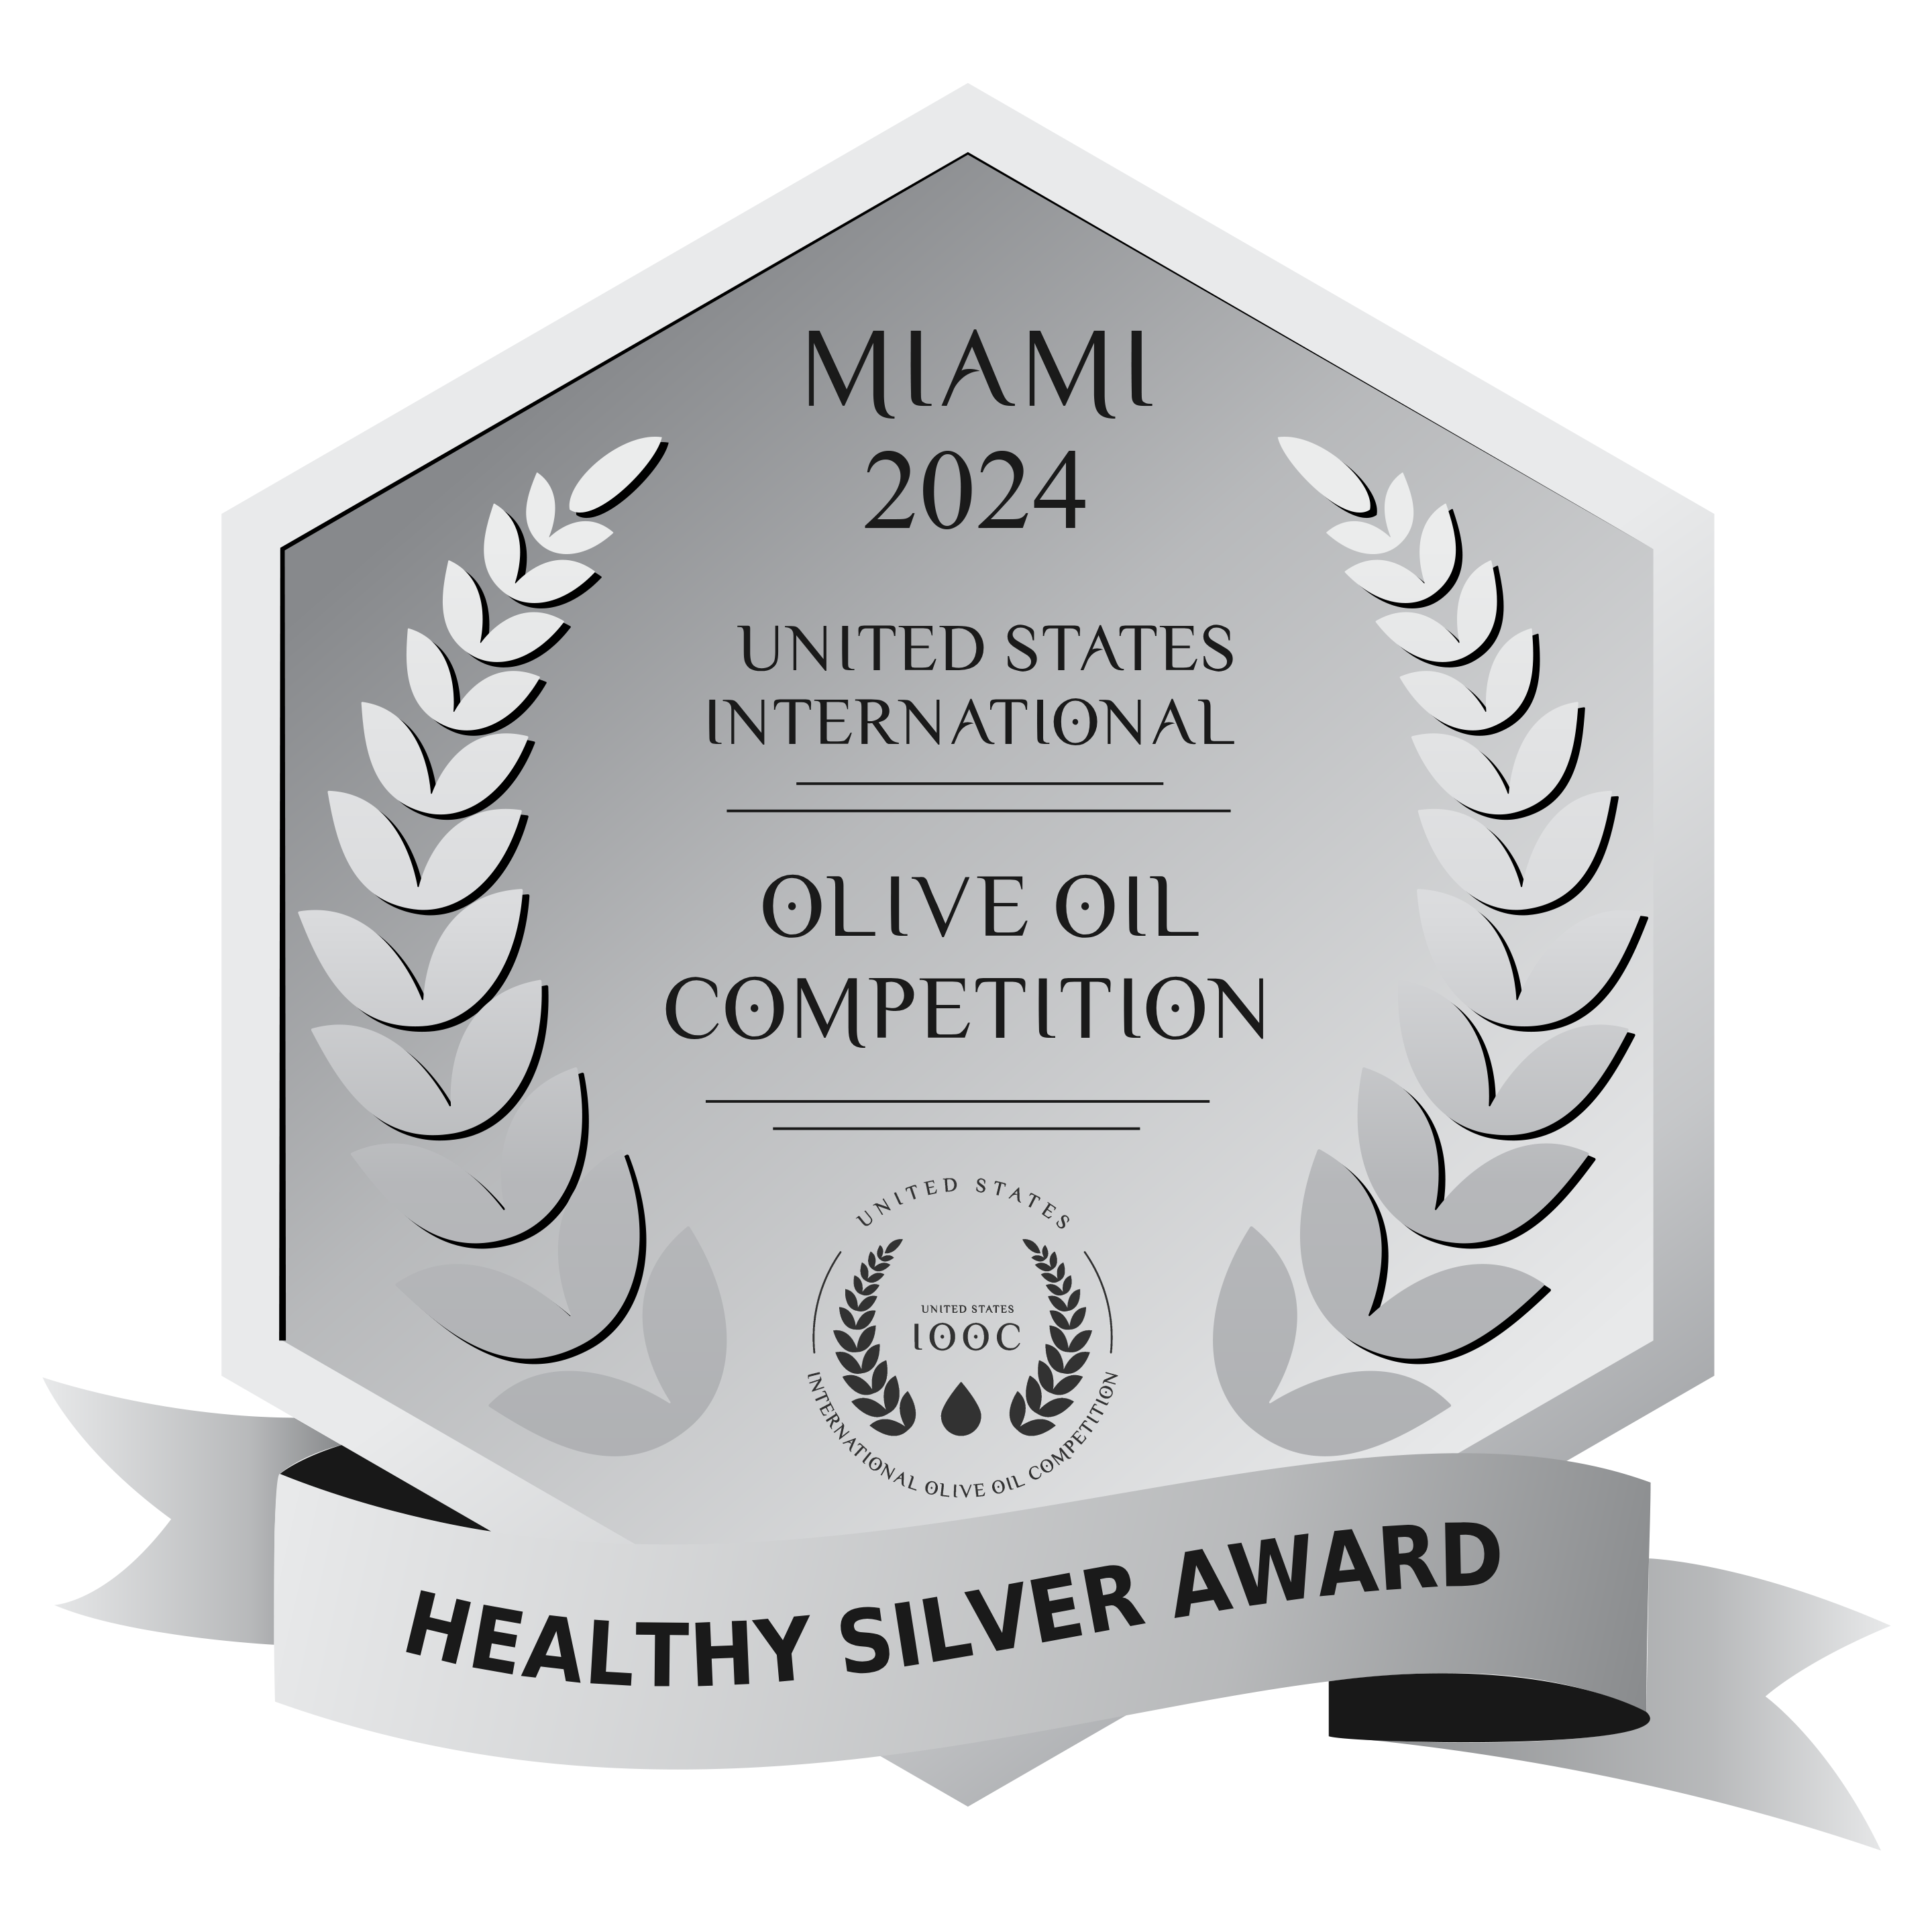 MIAMI
2024
UNITED STATES
INTERNATIONAL
OLIVE OIL
COMPETITION
UNITED STATES
UNITED STATES
IOOC
INTERNATIONAL OLIVE OIL COMPETITION
HEALTHY SILVER AWARD